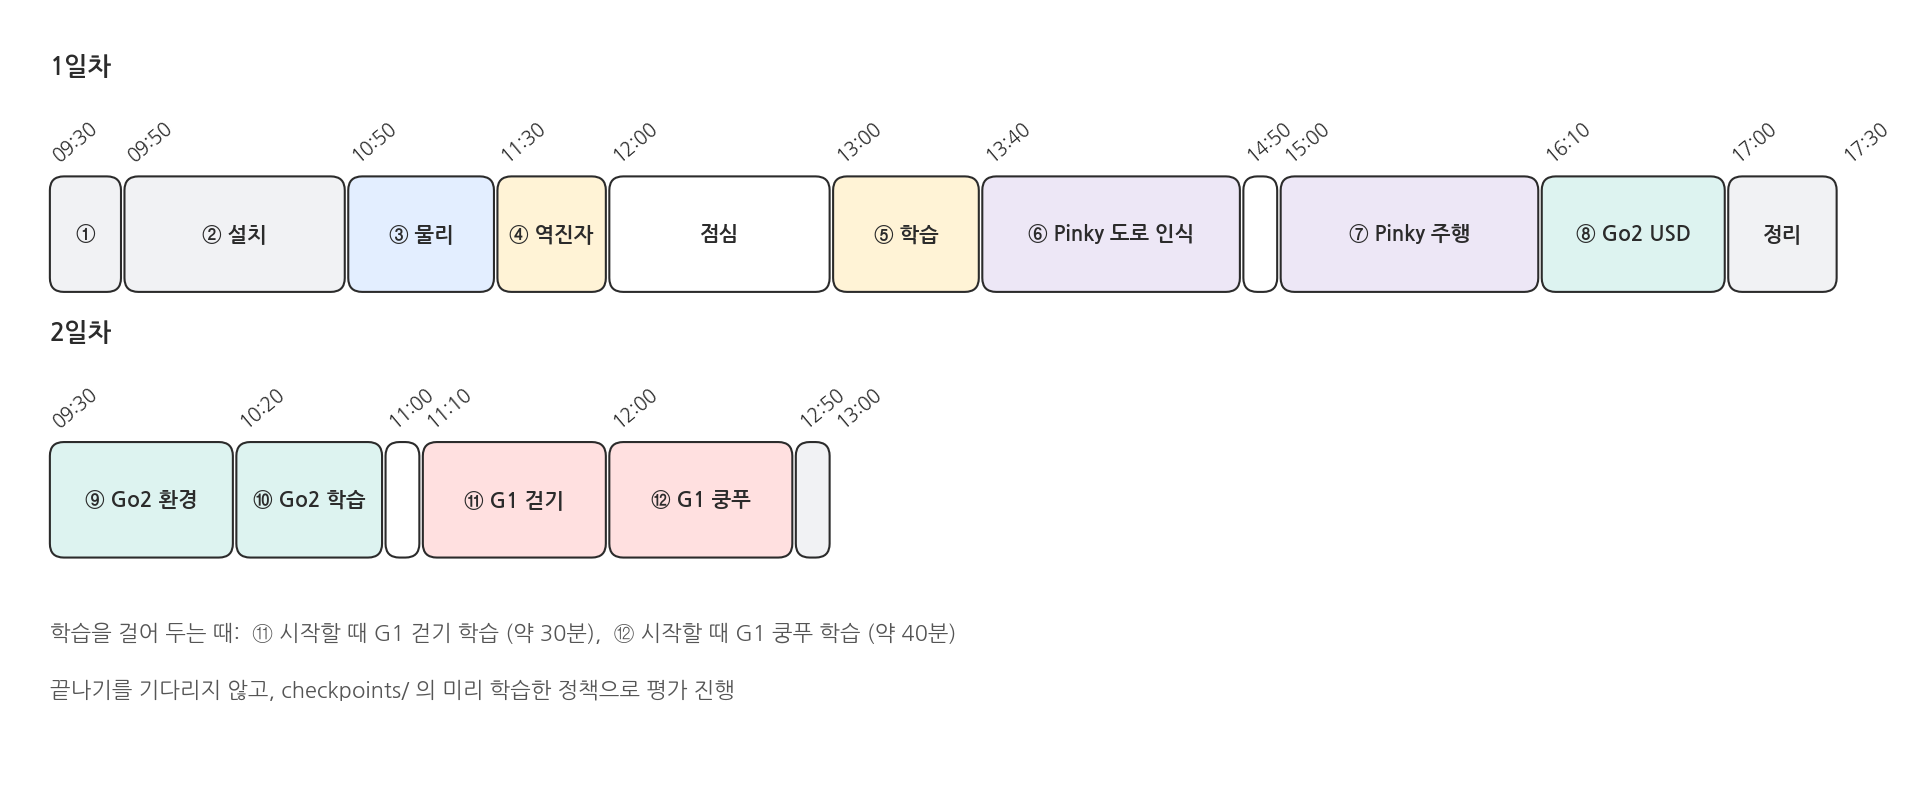 1일차
09:30 09:50 10:50 11:30 12:00 13:00 13:40 14:50 15:00 16:10 17:00 17:30
① ② 설치 ③ 물리 ④ 역진자 점심 ⑤ 학습 ⑥ Pinky 도로 인식 ⑦ Pinky 주행 ⑧ Go2 USD 정리
2일차
09:30 10:20 11:00 11:10 12:00 12:50 13:00
⑨ Go2 환경 ⑩ Go2 학습 ⑪ G1 걷기 ⑫ G1 쿵푸
학습을 걸어 두는 때: ⑪ 시작할 때 G1 걷기 학습 (약 30분), ⑫ 시작할 때 G1 쿵푸 학습 (약 40분)
끝나기를 기다리지 않고, checkpoints/ 의 미리 학습한 정책으로 평가 진행